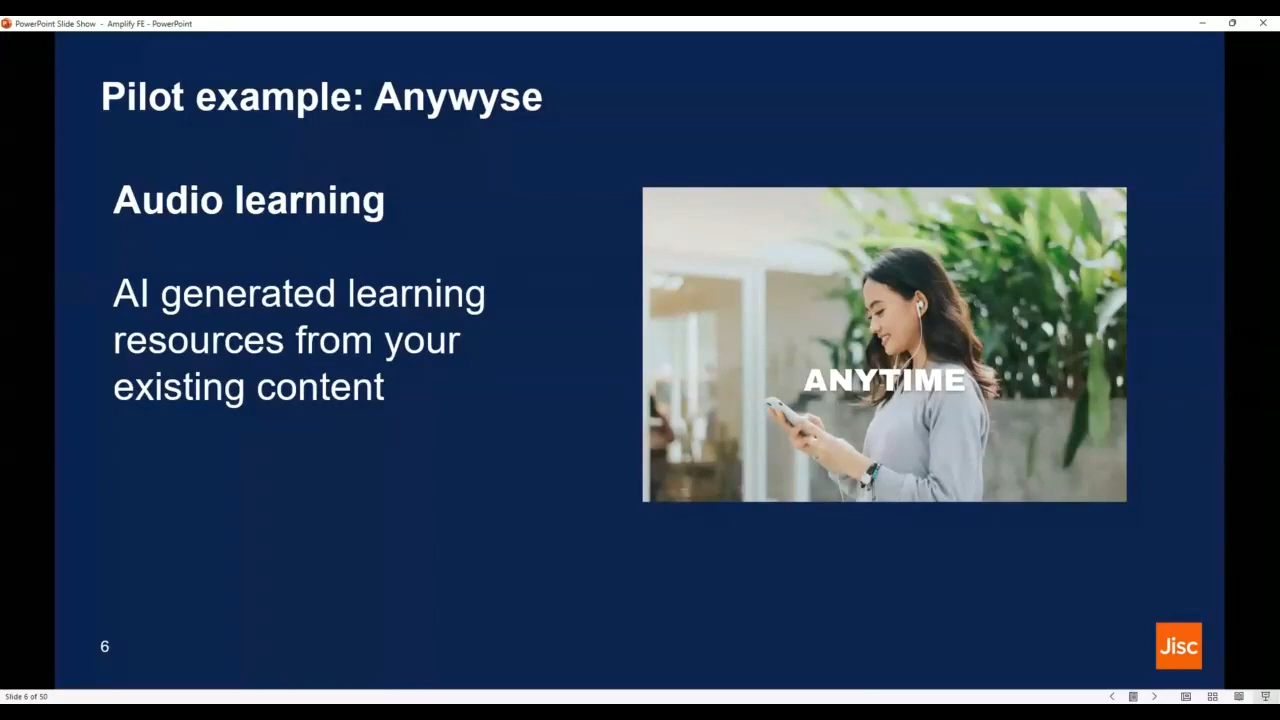 PowerPoint Slide Show - Amplify FE - PowerPoint
Pilot example: Anywyse
Audio learning
AI generated learning
resources from your
existing content
ANYTIME
6
Jisc
Slide 6 of 50